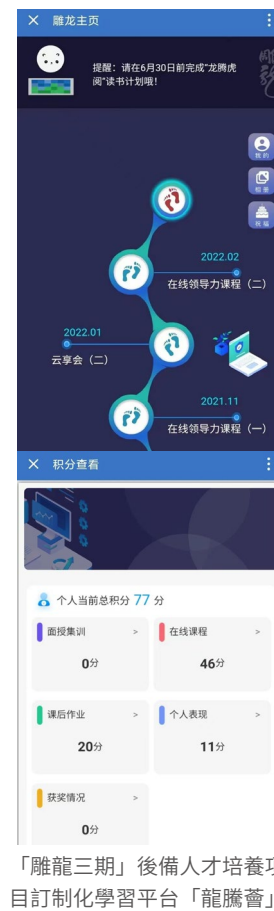 雕龙主页
提醒：请在6月30日前完成"龙腾虎
阅"读书计划哦！
我的
相册
祝福
2022.02
在线领导力课程（二）
2022.01
云享会（二）
2021.11
在线领导力课程（一）
积分查看
个人当前总积分 77 分
面授集训 >
在线课程 >
0分
46分
课后作业 >
个人表现 >
20分
11分
获奖情况 >
0分
「雕龍三期」後備人才培養項
目訂制化學習平台「龍騰薈」